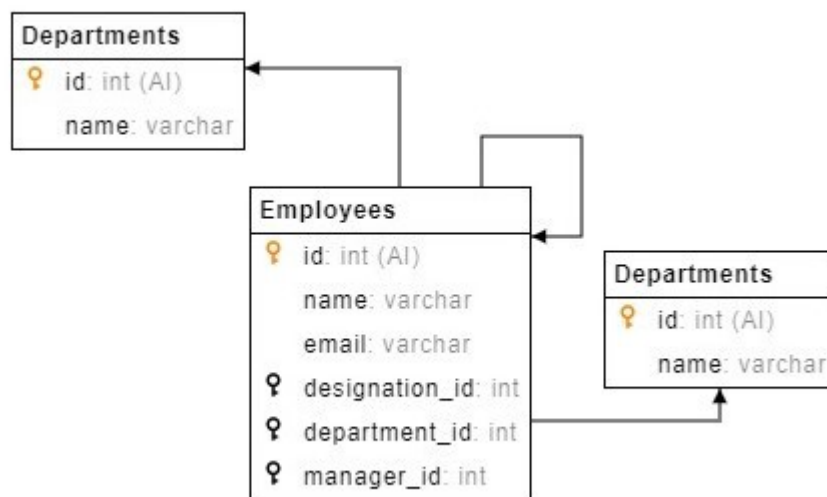 Departments
id: int (AI)
name: varchar
Employees
id: int (AI)
name: varchar
email: varchar
designation_id: int
department_id: int
manager_id: int
Departments
id: int (AI)
name: varchar